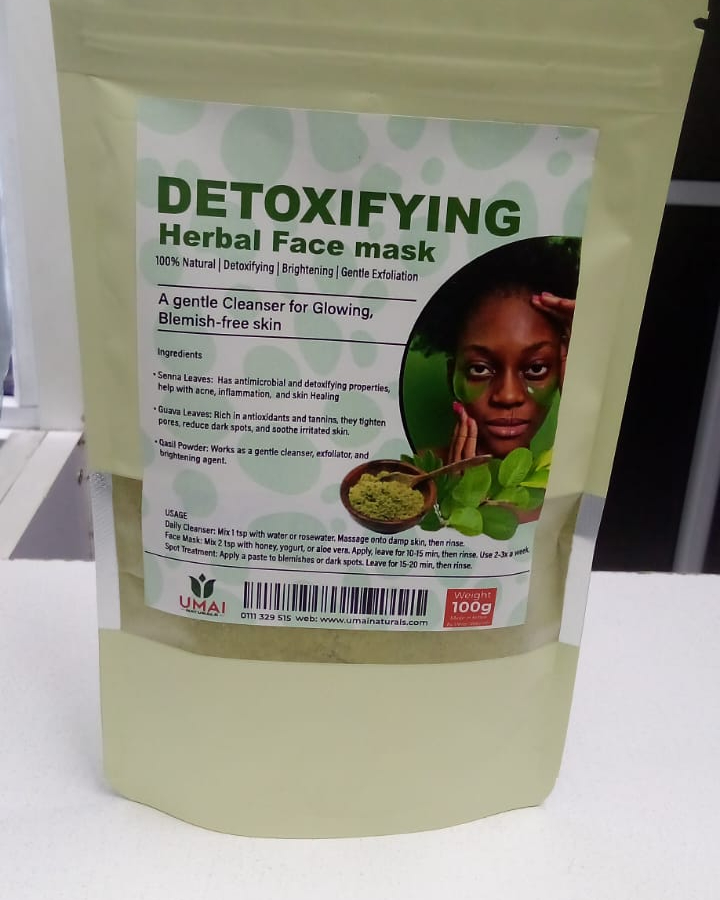 DETOXIFYING
Herbal Face mask
100% Natural | Detoxifying | Brightening | Gentle Exfoliation
A gentle Cleanser for Glowing,
Blemish-free skin
Ingredients
• Senna Leaves: Has antimicrobial and detoxifying properties,
help with acne, inflammation, and skin Healing
• Guava Leaves: Rich in antioxidants and tannins, they tighten
pores, reduce dark spots, and soothe irritated skin.
• Qasil Powder: Works as a gentle cleanser, exfoliator, and
brightening agent.
USAGE
Daily Cleanser: Mix 1 tsp with water or rosewater. Massage onto damp skin, then rinse.
Face Mask: Mix 2 tsp with honey, yogurt, or aloe vera. Apply, leave for 10-15 min, then rinse. Use 2-3x a week.
Spot Treatment: Apply a paste to blemishes or dark spots. Leave for 15-20 min, then rinse.
UMAI
NATURALS
0111 329 515 web: www.umainaturals.com
Weight
100g